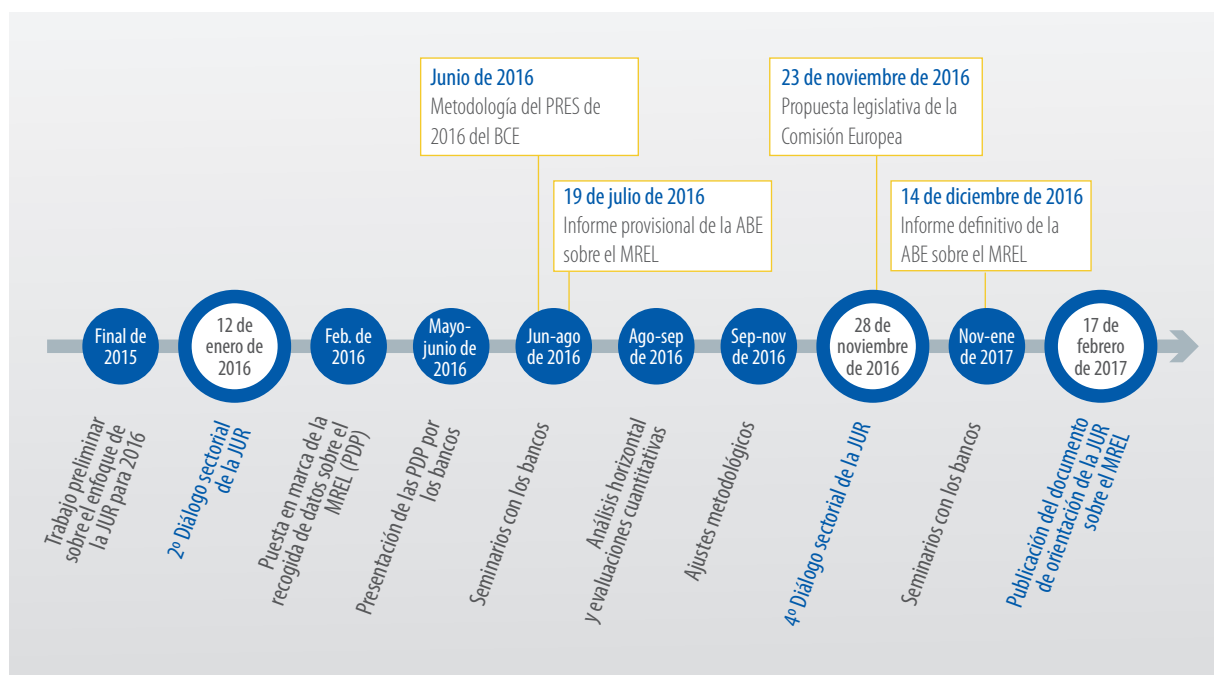 Junio de 2016
Metodología del PRES de
2016 del BCE
23 de noviembre de 2016
Propuesta legislativa de la
Comisión Europea
19 de julio de 2016
Informe provisional de la ABE
sobre el MREL
14 de diciembre de 2016
Informe definitivo de la
ABE sobre el MREL
Final de
2015
12 de
enero de
2016
Feb. de
2016
Mayo-
junio de
2016
Jun-ago
de 2016
Ago-sep
de 2016
Sep-nov
de 2016
28 de
noviembre
de 2016
Nov-ene
de 2017
17 de
febrero
de 2017
Trabajo preliminar
sobre el enfoque de
la JUR para 2016
2º Diálogo sectorial
de la JUR
Puesta en marca de la
recogida de datos sobre el
MREL (PDP)
Presentación de las PDP por
los bancos
Seminarios con los bancos
Análisis horizontal
y evaluaciones cuantitativas
Ajustes metodológicos
4º Diálogo sectorial de la JUR
Seminarios con los bancos
Publicación del documento
de orientación de la JUR
sobre el MREL